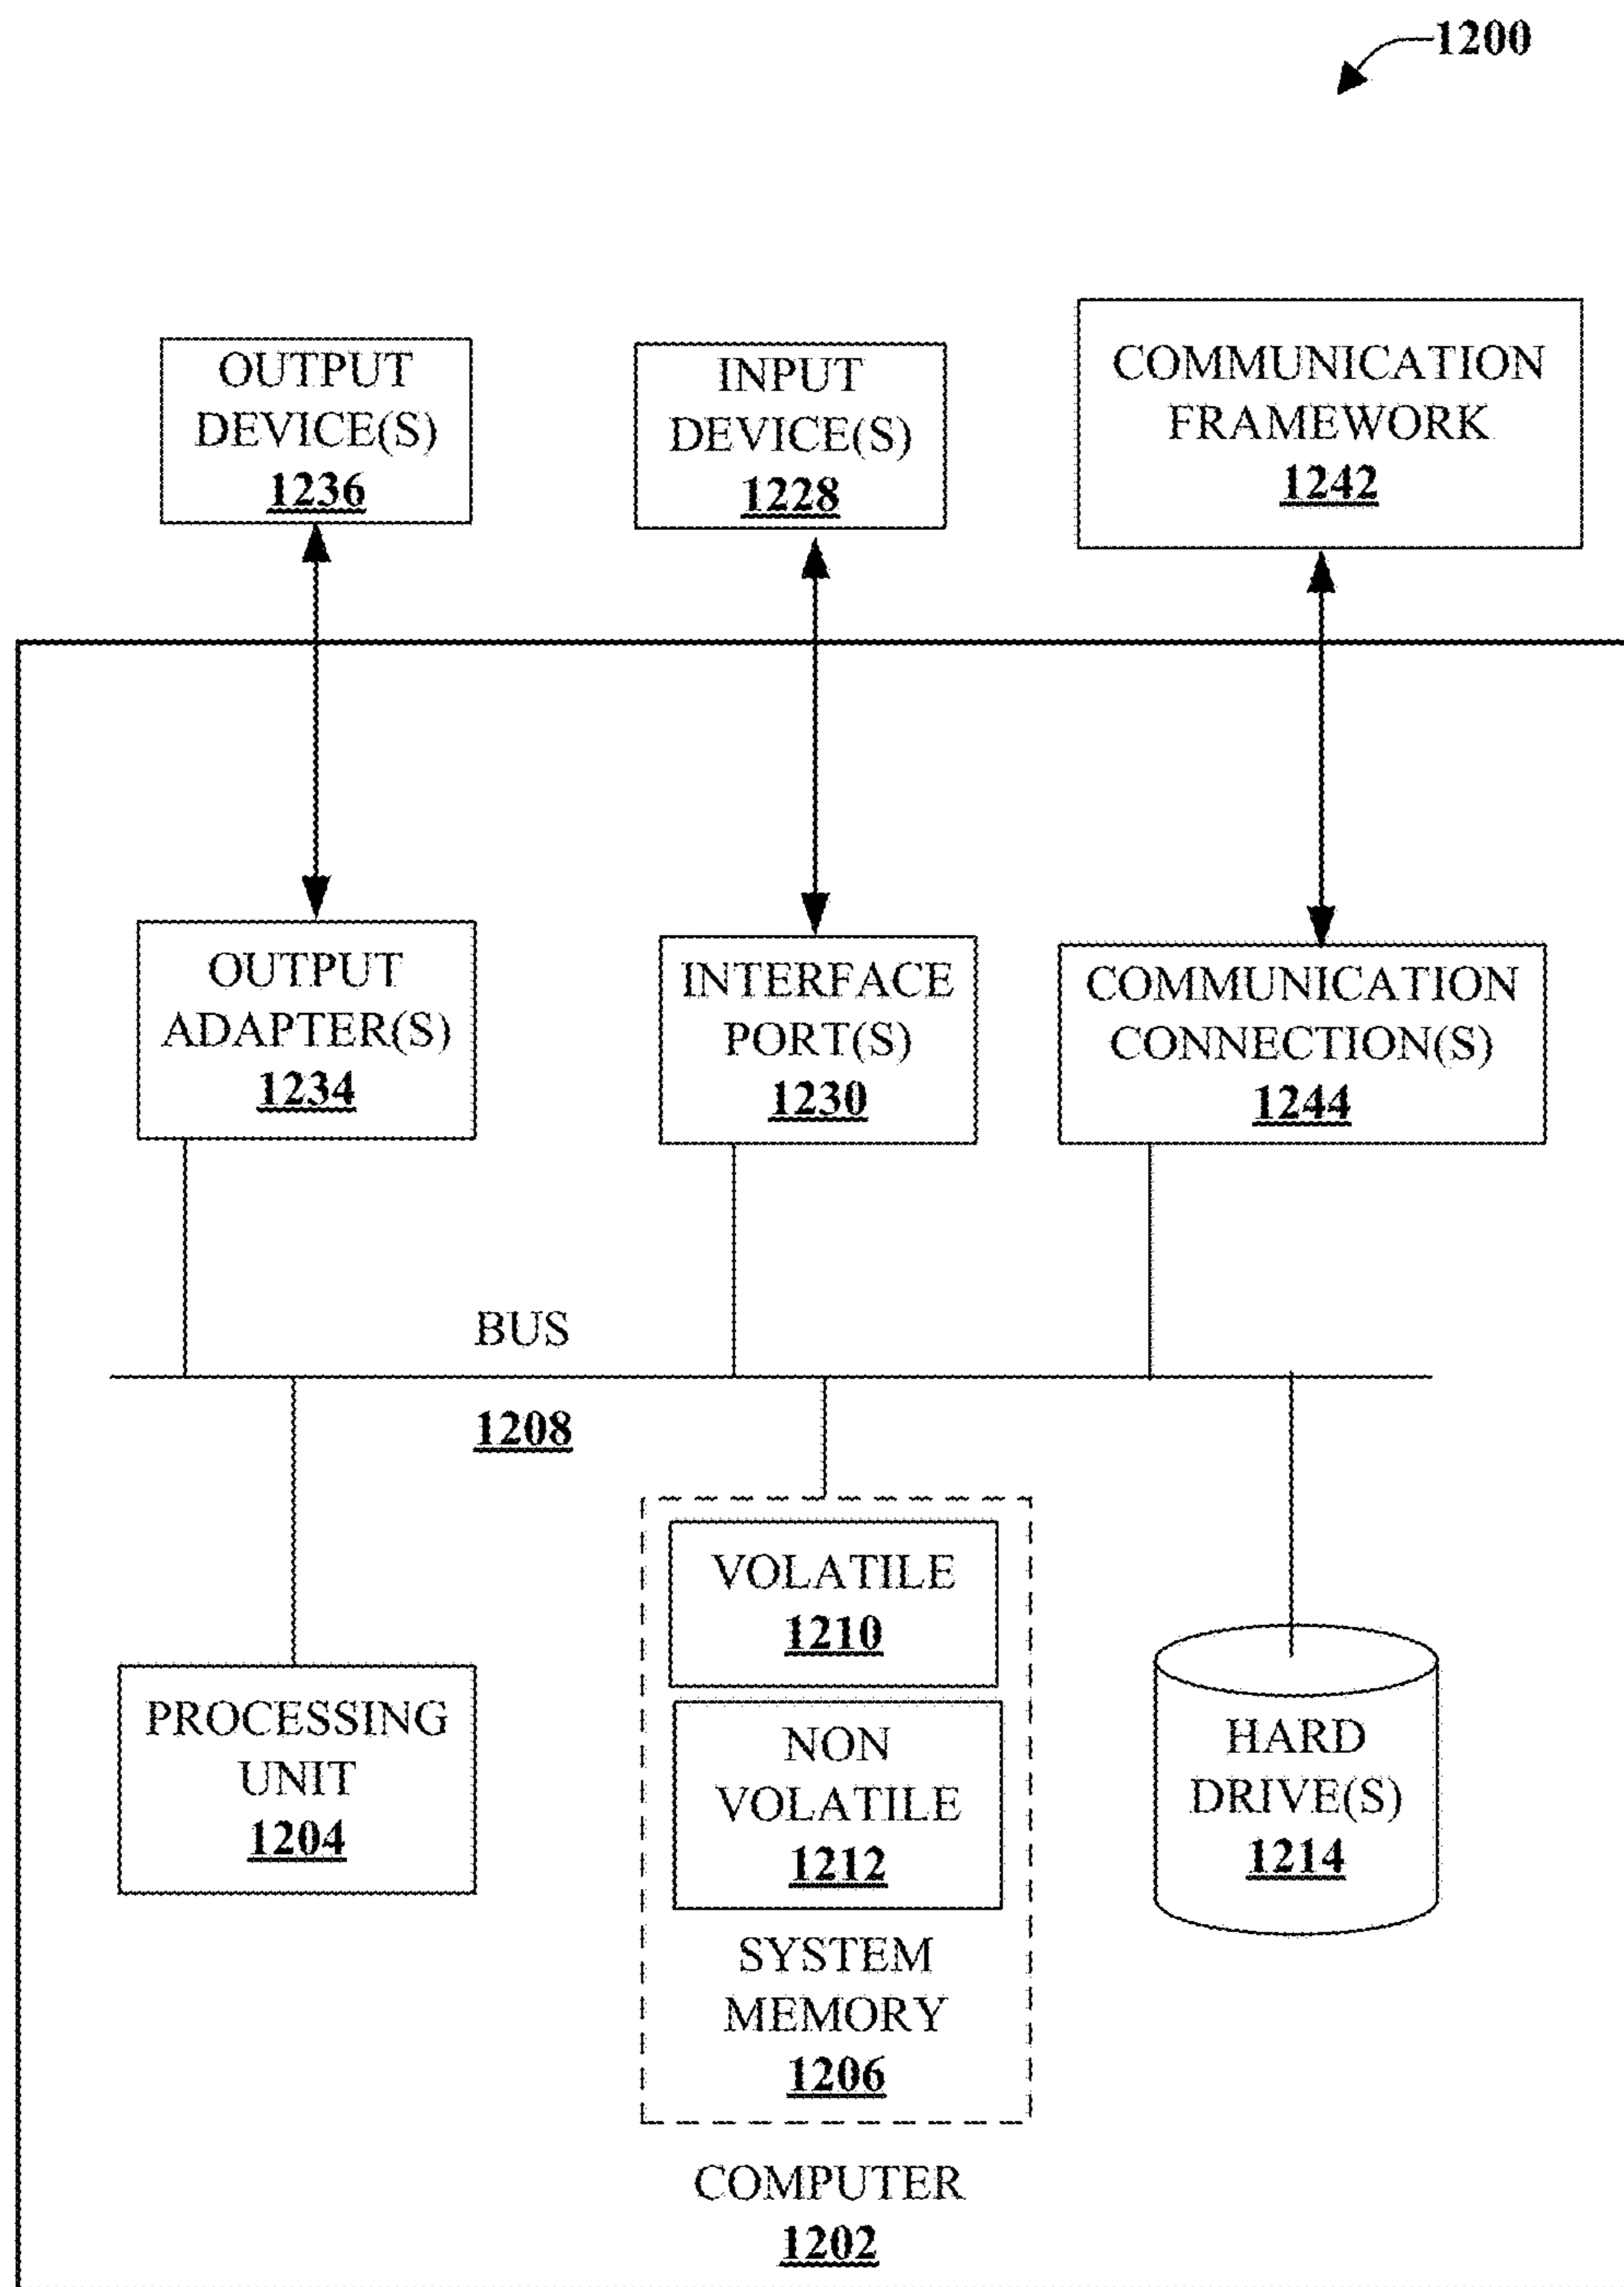 1200
OUTPUT
DEVICE(S)
1236
INPUT
DEVICE(S)
1228
COMMUNICATION
FRAMEWORK
1242
OUTPUT
ADAPTER(S)
1234
INTERFACE
PORT(S)
1230
COMMUNICATION
CONNECTION(S)
1244
BUS
1208
PROCESSING
UNIT
1204
VOLATILE
1210
NON
VOLATILE
1212
SYSTEM
MEMORY
1206
HARD
DRIVE(S)
1214
COMPUTER
1202